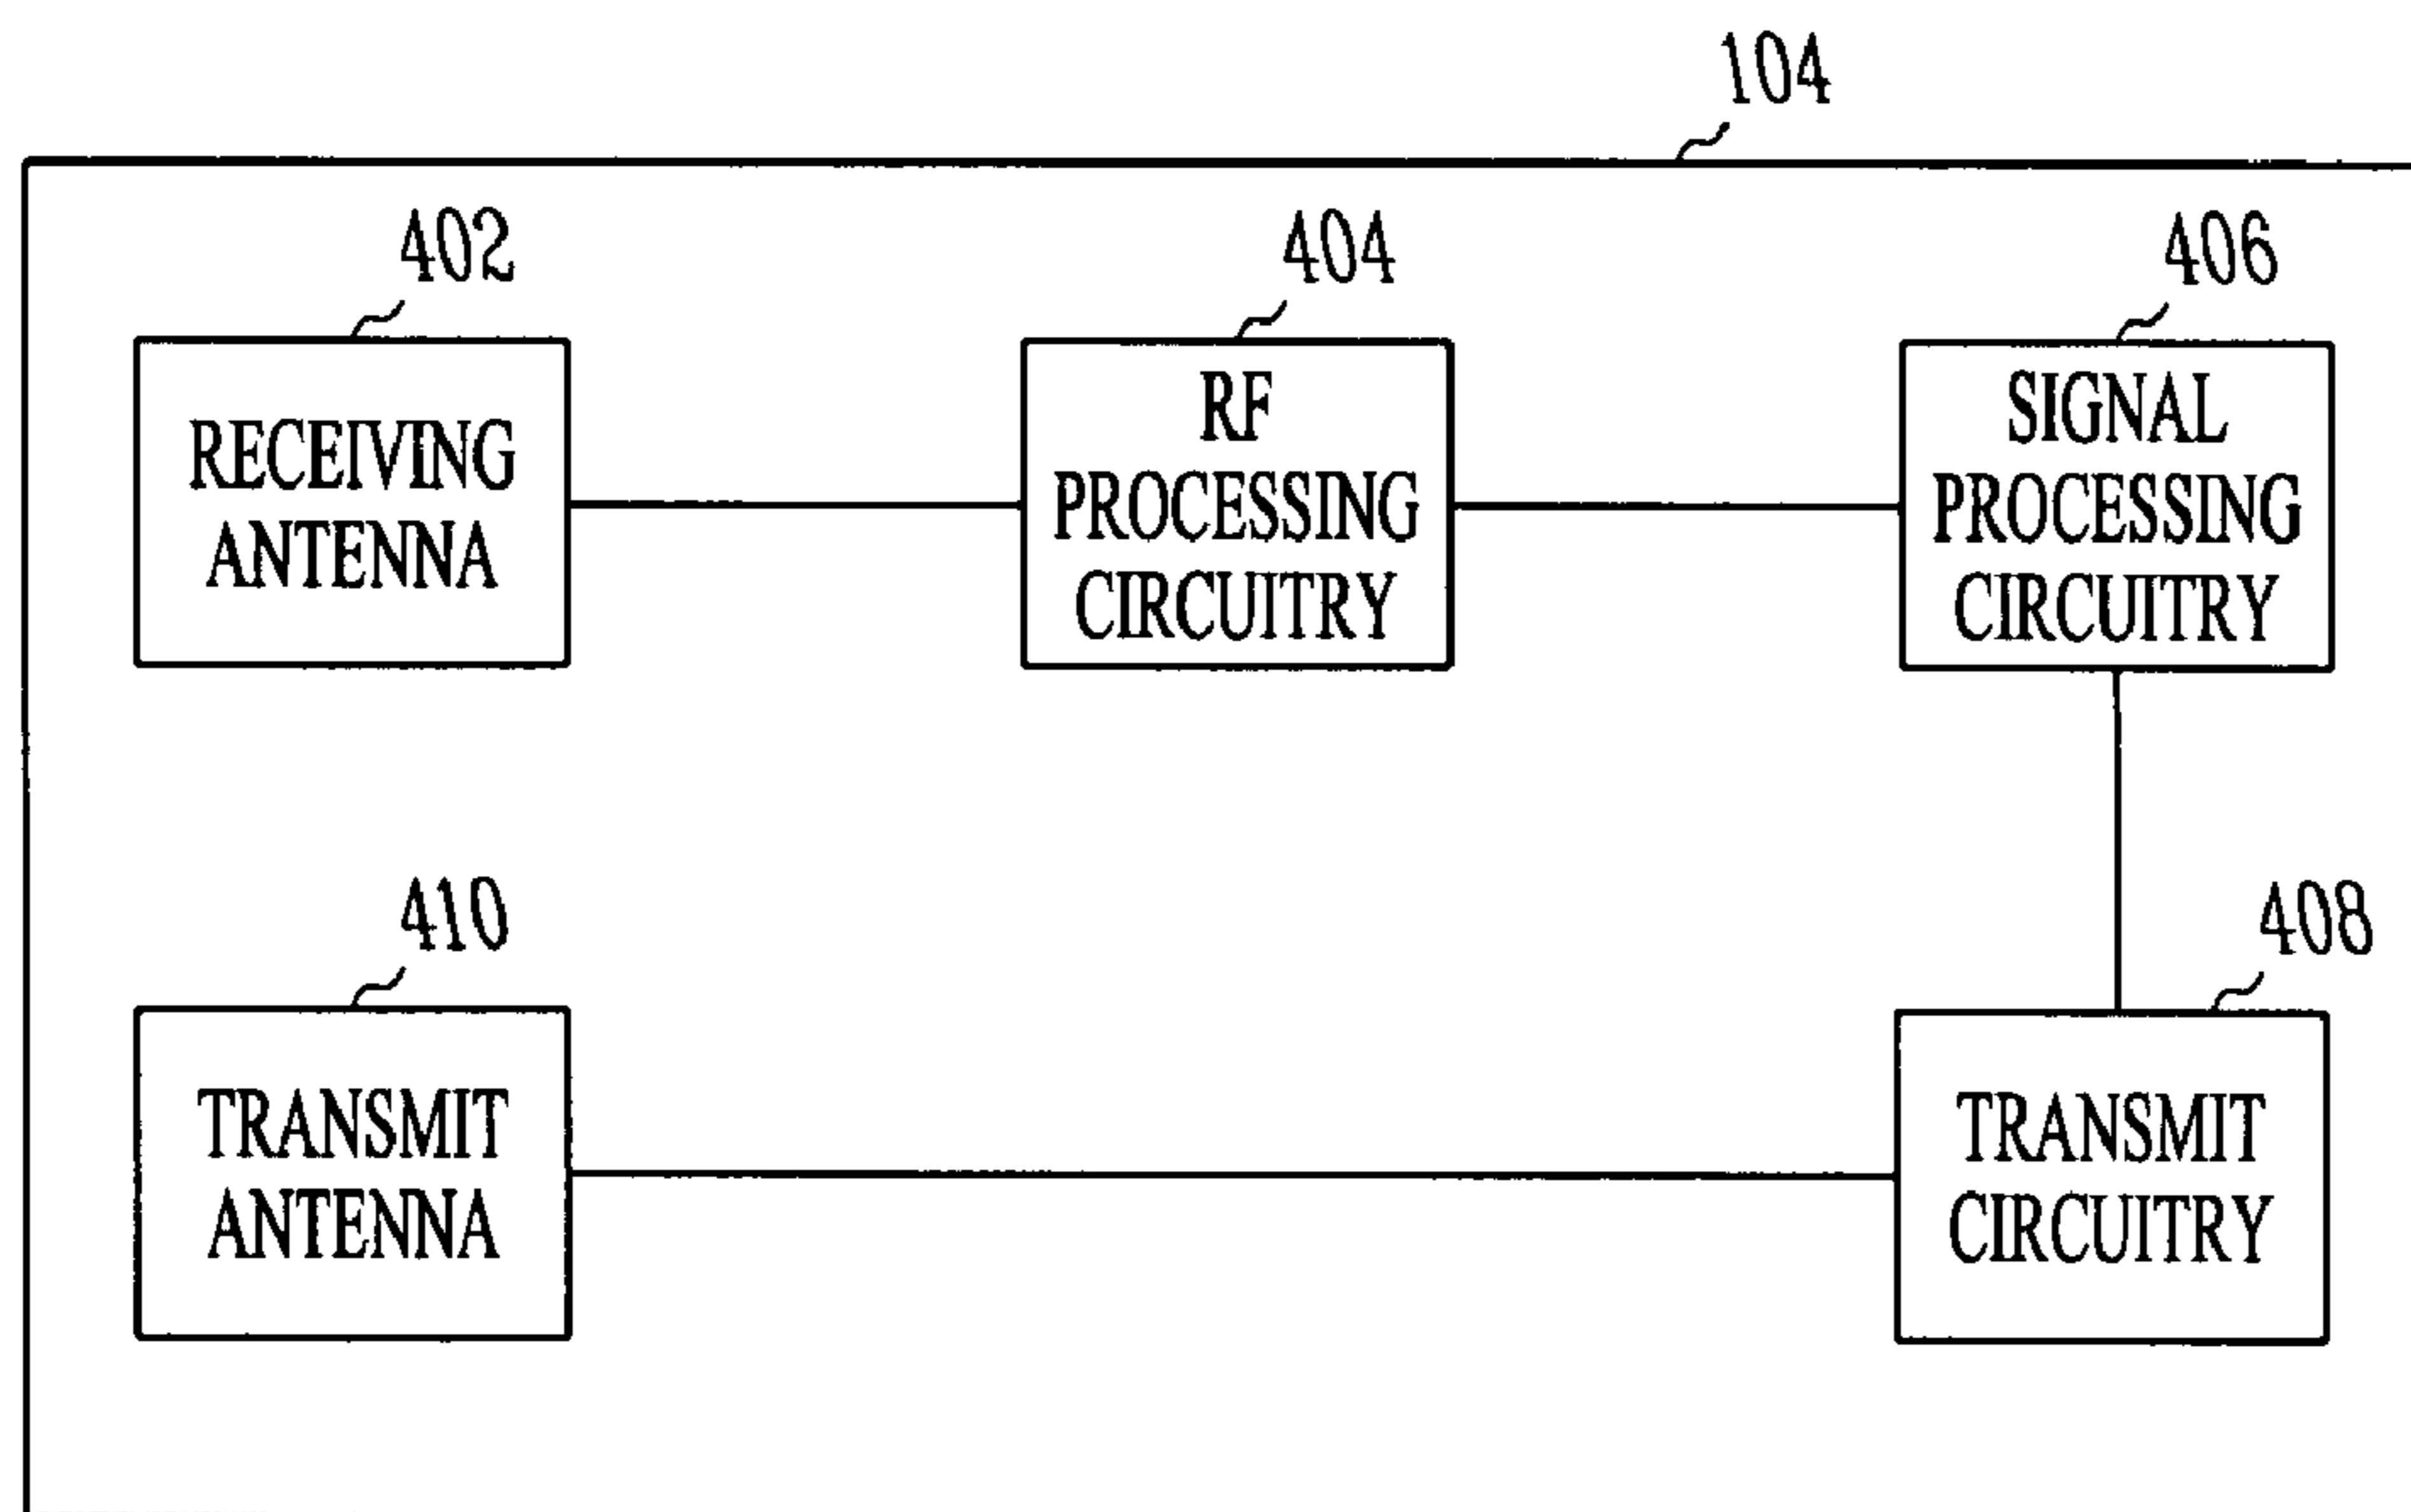 104
402
404
406
RECEIVING
ANTENNA
RF
PROCESSING
CIRCUITRY
SIGNAL
PROCESSING
CIRCUITRY
410
408
TRANSMIT
ANTENNA
TRANSMIT
CIRCUITRY